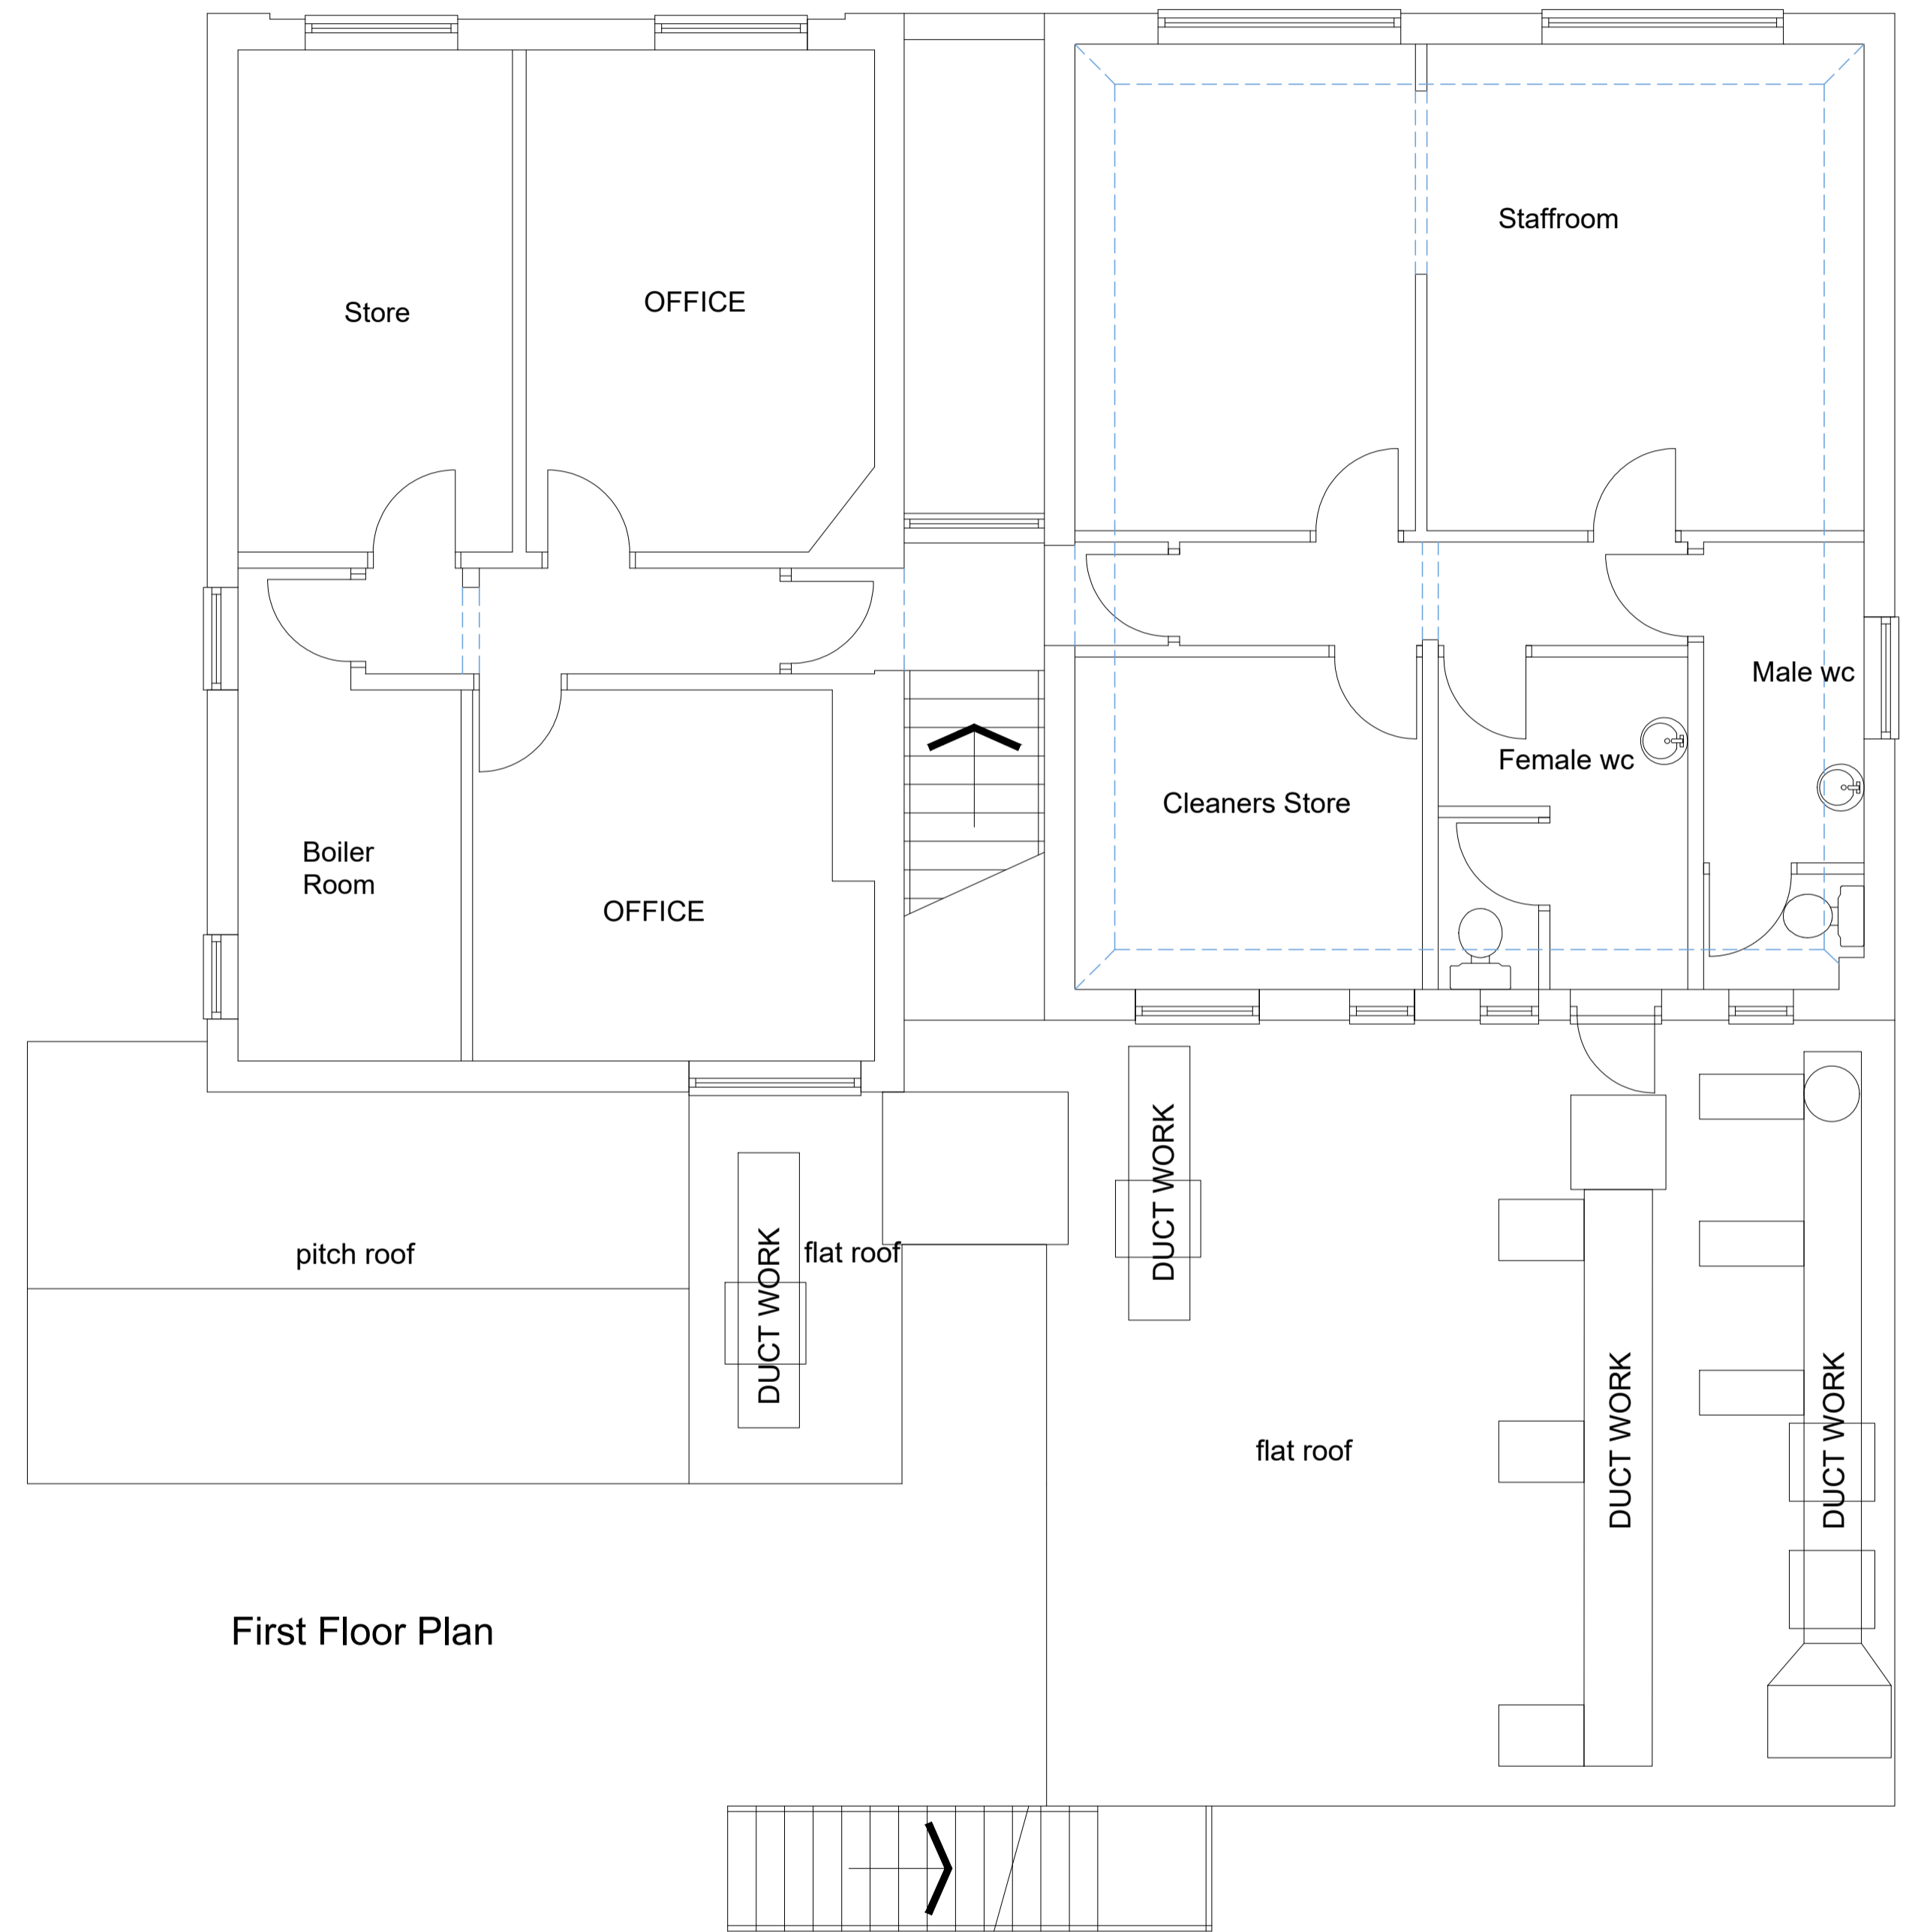 Staffroom
Store
OFFICE
Male wc
Female wc
Cleaners Store
Boiler
Room
OFFICE
DUCT WORK
pitch roof
flat roof
DUCT WORK
flat roof
DUCT WORK
DUCT WORK
First Floor Plan